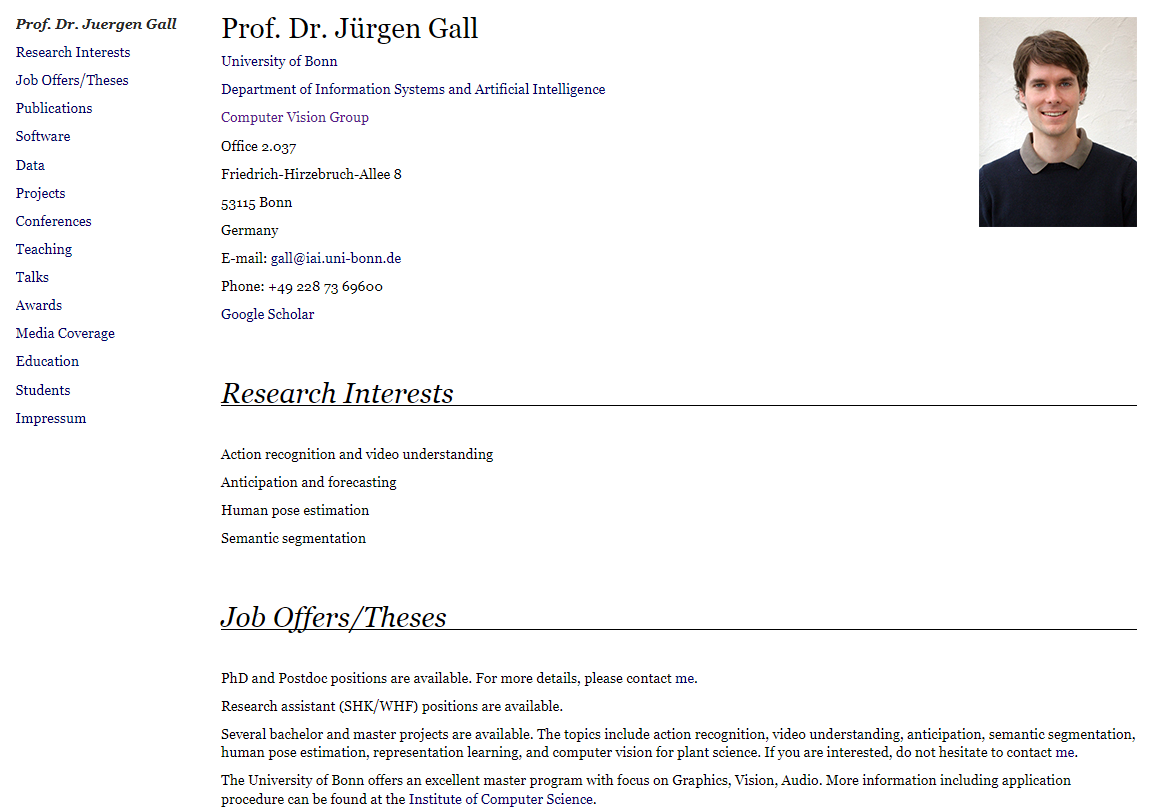 Prof. Dr. Juergen Gall
Research Interests
Job Offers/Theses
Publications
Software
Data
Projects
Conferences
Teaching
Talks
Awards
Media Coverage
Education
Students
Impressum
Prof. Dr. Jürgen Gall
University of Bonn
Department of Information Systems and Artificial Intelligence
Computer Vision Group
Office 2.037
Friedrich-Hirzebruch-Allee 8
53115 Bonn
Germany
E-mail: gall@iai.uni-bonn.de
Phone: +49 228 73 69600
Google Scholar
Research Interests
Action recognition and video understanding
Anticipation and forecasting
Human pose estimation
Semantic segmentation
Job Offers/Theses
PhD and Postdoc positions are available. For more details, please contact me.
Research assistant (SHK/WHF) positions are available.
Several bachelor and master projects are available. The topics include action recognition, video understanding, anticipation, semantic segmentation,
human pose estimation, representation learning, and computer vision for plant science. If you are interested, do not hesitate to contact me.
The University of Bonn offers an excellent master program with focus on Graphics, Vision, Audio. More information including application
procedure can be found at the Institute of Computer Science.